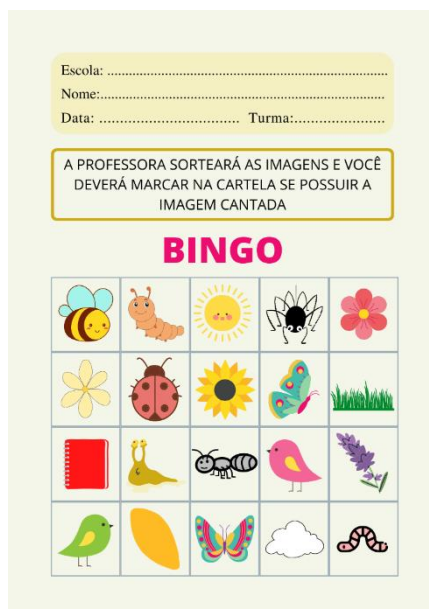 Escola: ......................................................................
Nome:.......................................................................
Data: ................................... Turma:.......................
A PROFESSORA SORTEARÁ AS IMAGENS E VOCÊ
DEVERÁ MARCAR NA CARTELA SE POSSUIR A
IMAGEM CANTADA
BINGO